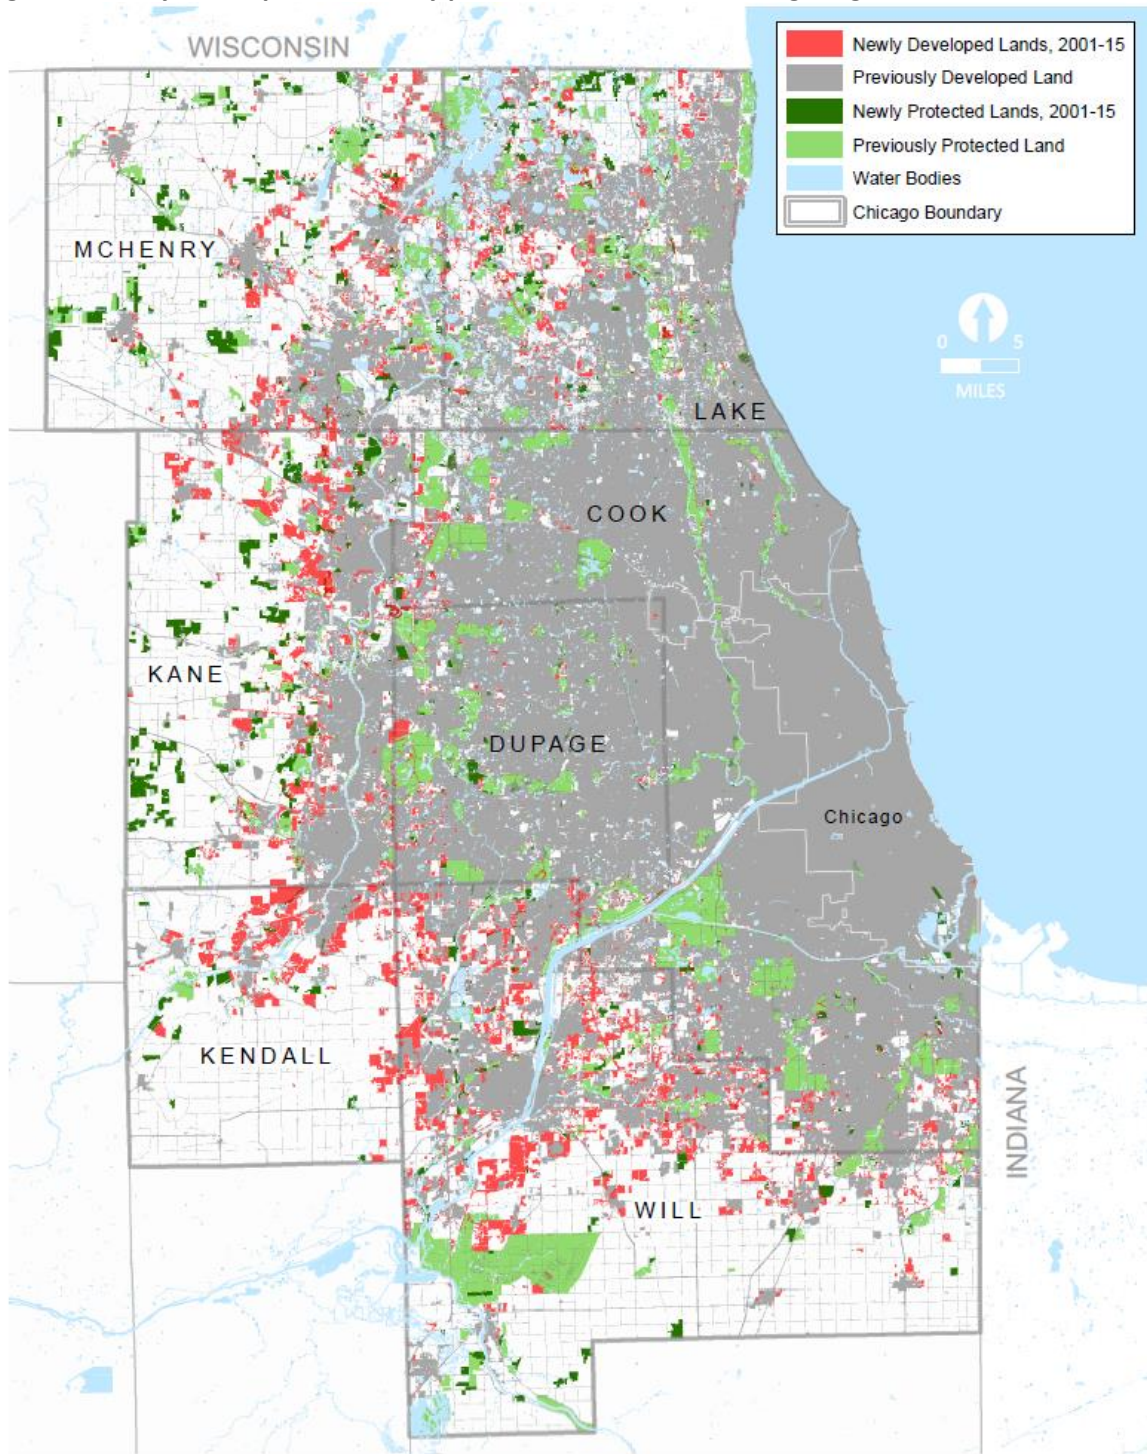 WISCONSIN
Newly Developed Lands, 2001-15
Previously Developed Land
Newly Protected Lands, 2001-15
Previously Protected Land
Water Bodies
Chicago Boundary
MCHENRY
0 5
MILES
LAKE
COOK
KANE
DUPAGE
Chicago
KENDALL
INDIANA
WILL